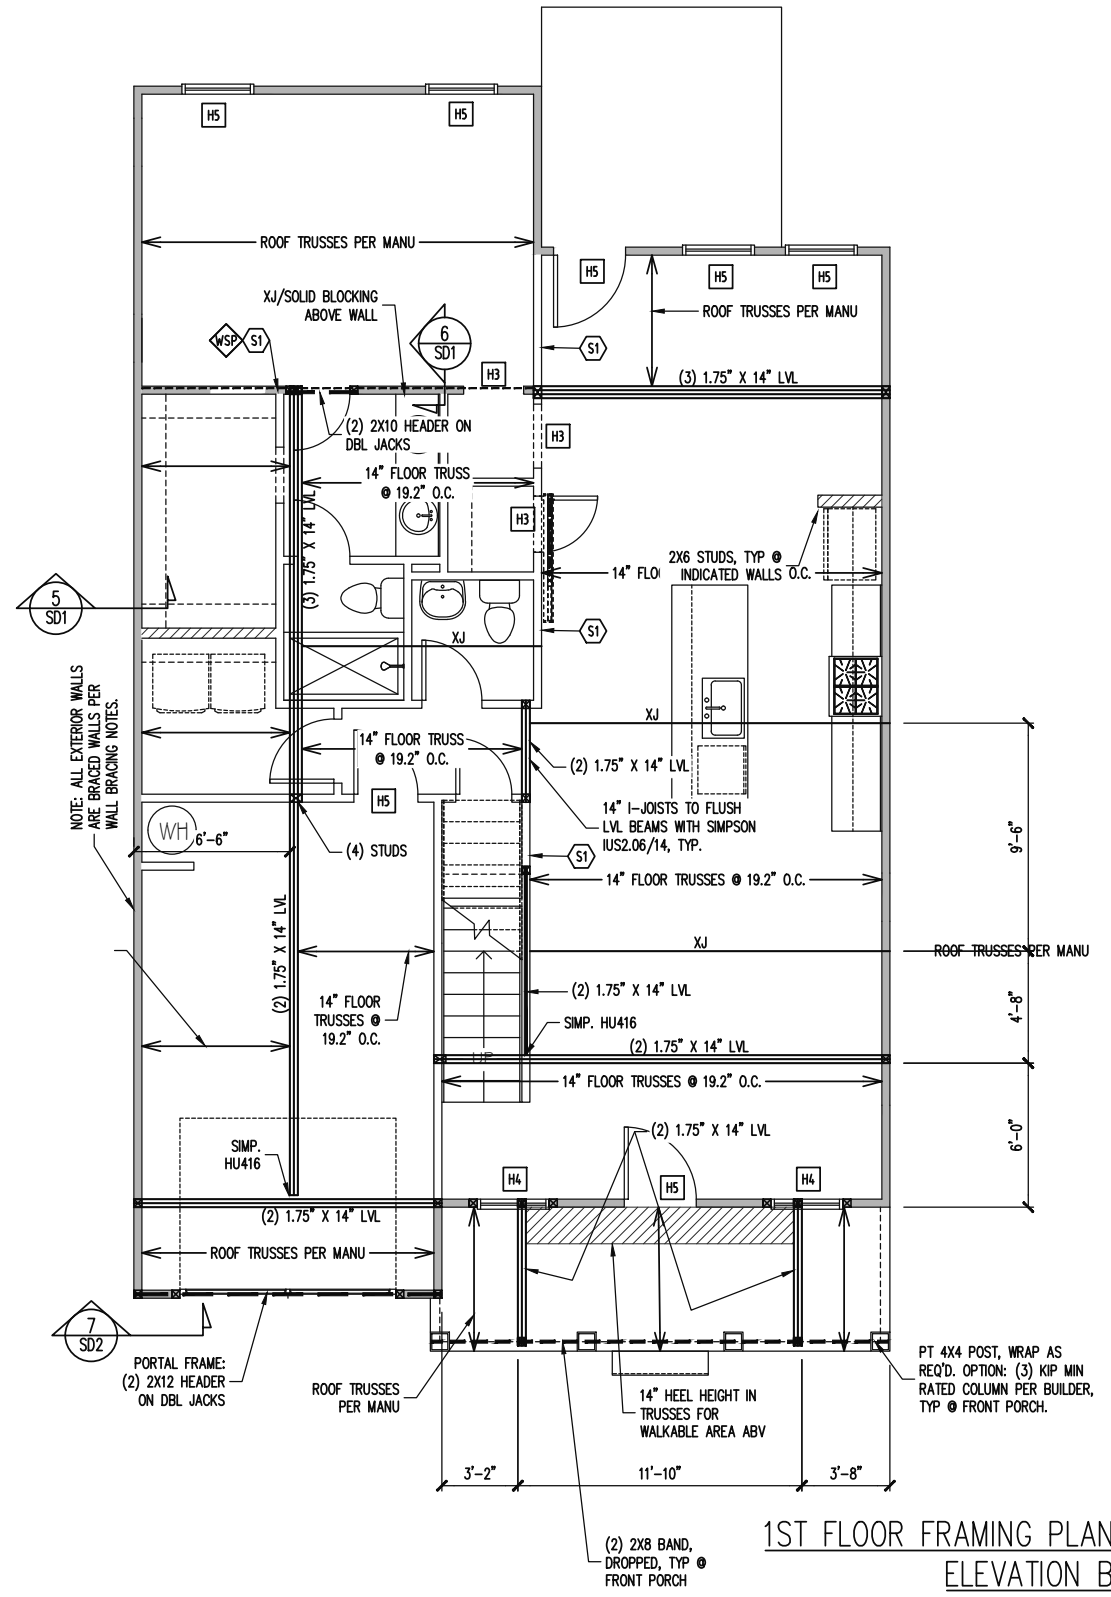 H5
H5
ROOF TRUSSES PER MANU
H5
H5
H5
XJ/SOLID BLOCKING
ABOVE WALL
ROOF TRUSSES PER MANU
WSP
S1
6
SD1
S1
H3
(3) 1.75" X 14" LVL
(2) 2X10 HEADER ON
DBL JACKS
H3
14" FLOOR TRUSS
@ 19.2" O.C.
(3) 1.75" X 14" LVL
H3
2X6 STUDS, TYP @
INDICATED WALLS
14" FLO
O.C.
5
SD1
S1
XJ
NOTE: ALL EXTERIOR WALLS
ARE BRACED WALLS PER
WALL BRACING NOTES.
XJ
14" FLOOR TRUSS
@ 19.2" O.C.
(2) 1.75" X 14" LVL
H5
14" I-JOISTS TO FLUSH
LVL BEAMS WITH SIMPSON
IUS2.06/14, TYP.
WH
6'-6"
(4) STUDS
S1
9'-6"
14" FLOOR TRUSSES @ 19.2" O.C.
(2) 1.75" X 14" LVL
XJ
ROOF TRUSSES PER MANU
14" FLOOR
TRUSSES @
19.2" O.C.
(2) 1.75" X 14" LVL
4'-8"
SIMP. HU416
(2) 1.75" X 14" LVL
UP
14" FLOOR TRUSSES @ 19.2" O.C.
6'-0"
(2) 1.75" X 14" LVL
SIMP.
HU416
H4
H5
H4
(2) 1.75" X 14" LVL
ROOF TRUSSES PER MANU
7
SD2
PORTAL FRAME:
(2) 2X12 HEADER
ON DBL JACKS
ROOF TRUSSES
PER MANU
14" HEEL HEIGHT IN
TRUSSES FOR
WALKABLE AREA ABV
PT 4X4 POST, WRAP AS
REQ'D. OPTION: (3) KIP MIN
RATED COLUMN PER BUILDER,
TYP @ FRONT PORCH.
3'-2"
11'-10"
3'-8"
(2) 2X8 BAND,
DROPPED, TYP @
FRONT PORCH
1ST FLOOR FRAMING PLAN
ELEVATION B